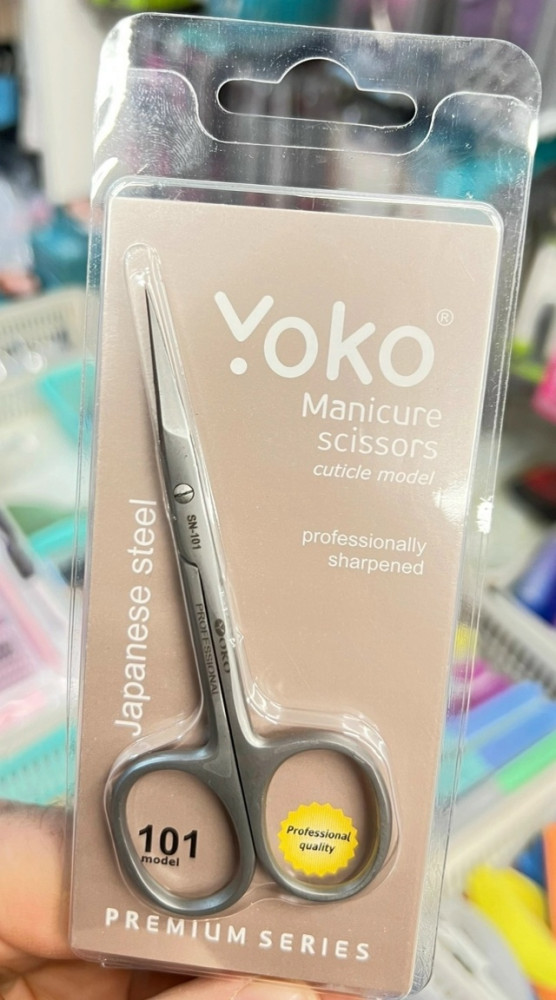 Yoko®
Manicure
scissors
cuticle model
professionally
sharpened
Japanese steel
SN-101
YOKO
PROFESSIONAL
101
model
Professional
quality
PREMIUM SERIES